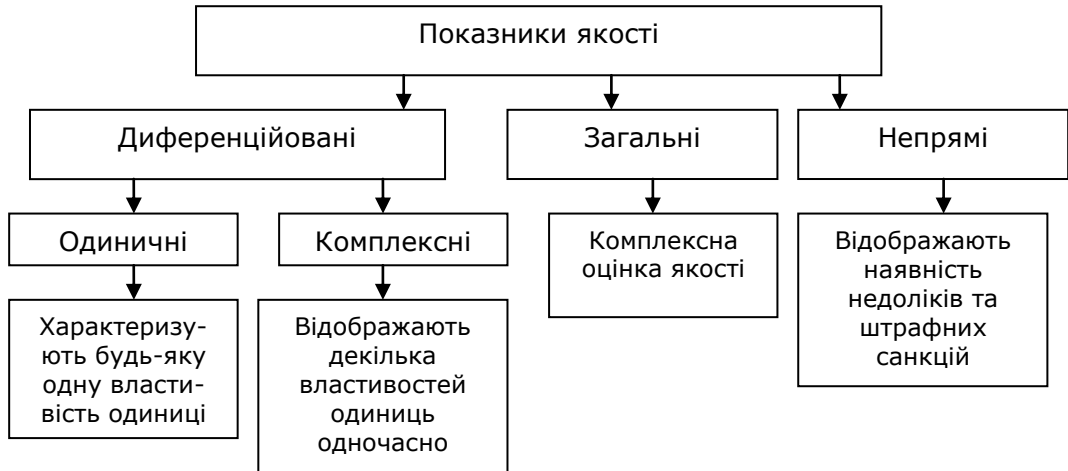 Показники якості
Диференційовані
Загальні
Непрямі
Одиничні
Комплексні
Комплексна
оцінка якості
Відображають
наявність
недоліків та
штрафних
санкцій
Характеризу-
ють будь-яку
одну власти-
вість одиниці
Відображають
декілька
властивостей
одиниць
одночасно